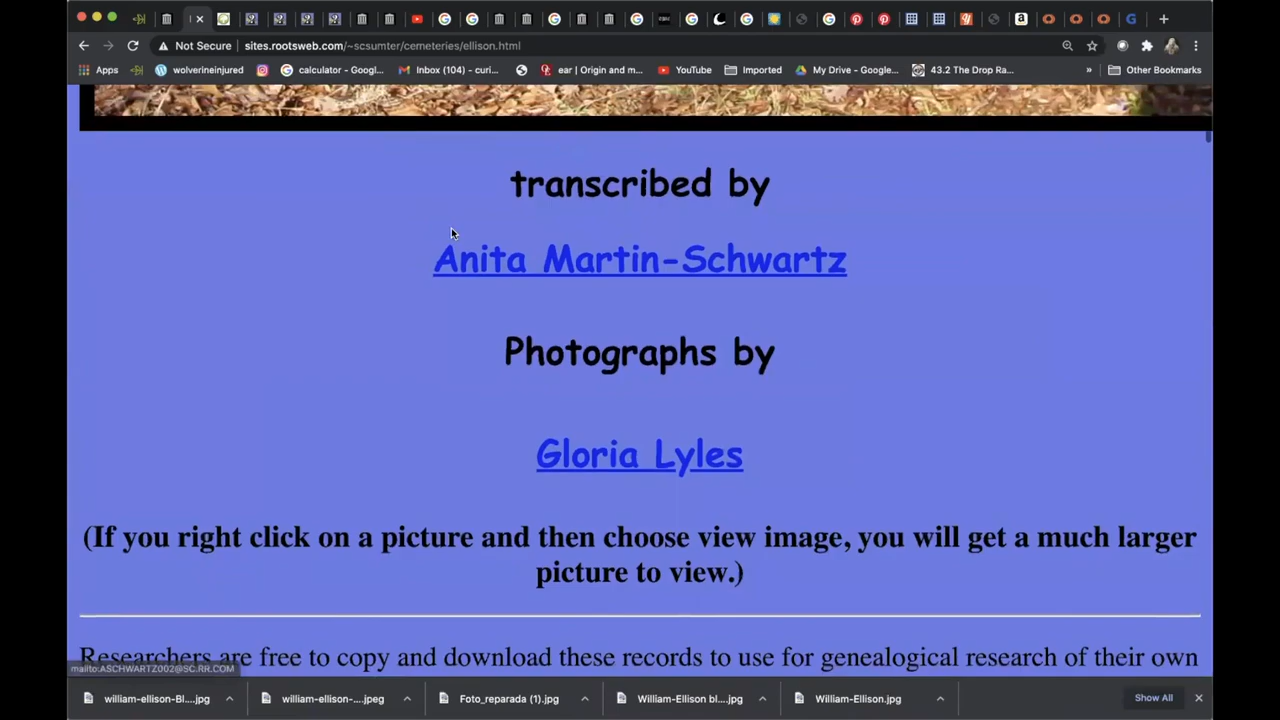 Not Secure sites.rootsweb.com/~scsumter/cemeteries/ellison.html
Apps wolverineinjured calculator - Googl... Inbox (104) - curi... ear | Origin and m... YouTube Imported My Drive - Google... 43.2 The Drop Ra... » Other Bookmarks
transcribed by
Anita Martin-Schwartz
Photographs by
Gloria Lyles
(If you right click on a picture and then choose view image, you will get a much larger
picture to view.)
Researchers are free to copy and download these records to use for genealogical research of their own
mailto:ASCHWARTZ002@SC.RR.COM
william-ellison-Bl....jpg william-ellison-....jpeg Foto_reparada (1).jpg William-Ellison bl....jpg William-Ellison.jpg Show All